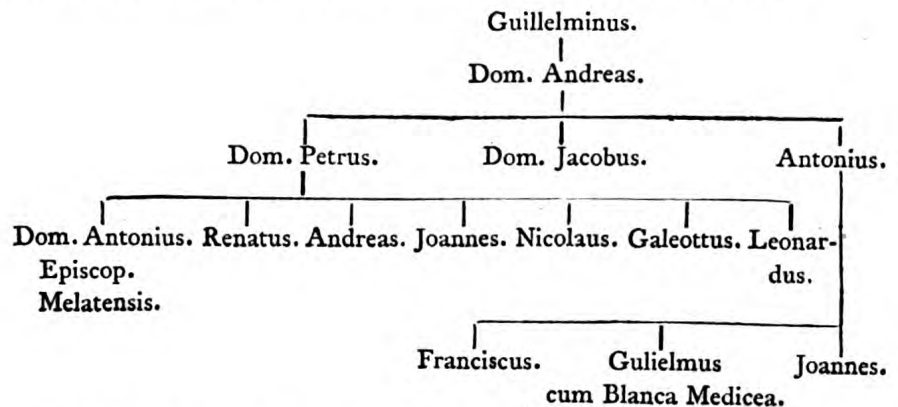 Guillelminus.
Dom. Andreas.
Dom. Petrus. Dom. Jacobus. Antonius.
Dom. Antonius. Renatus. Andreas. Joannes. Nicolaus. Galeottus. Leonar-
Episcop. dus.
Melatensis.
Franciscus. Gulielmus Joannes.
cum Blanca Medicea.